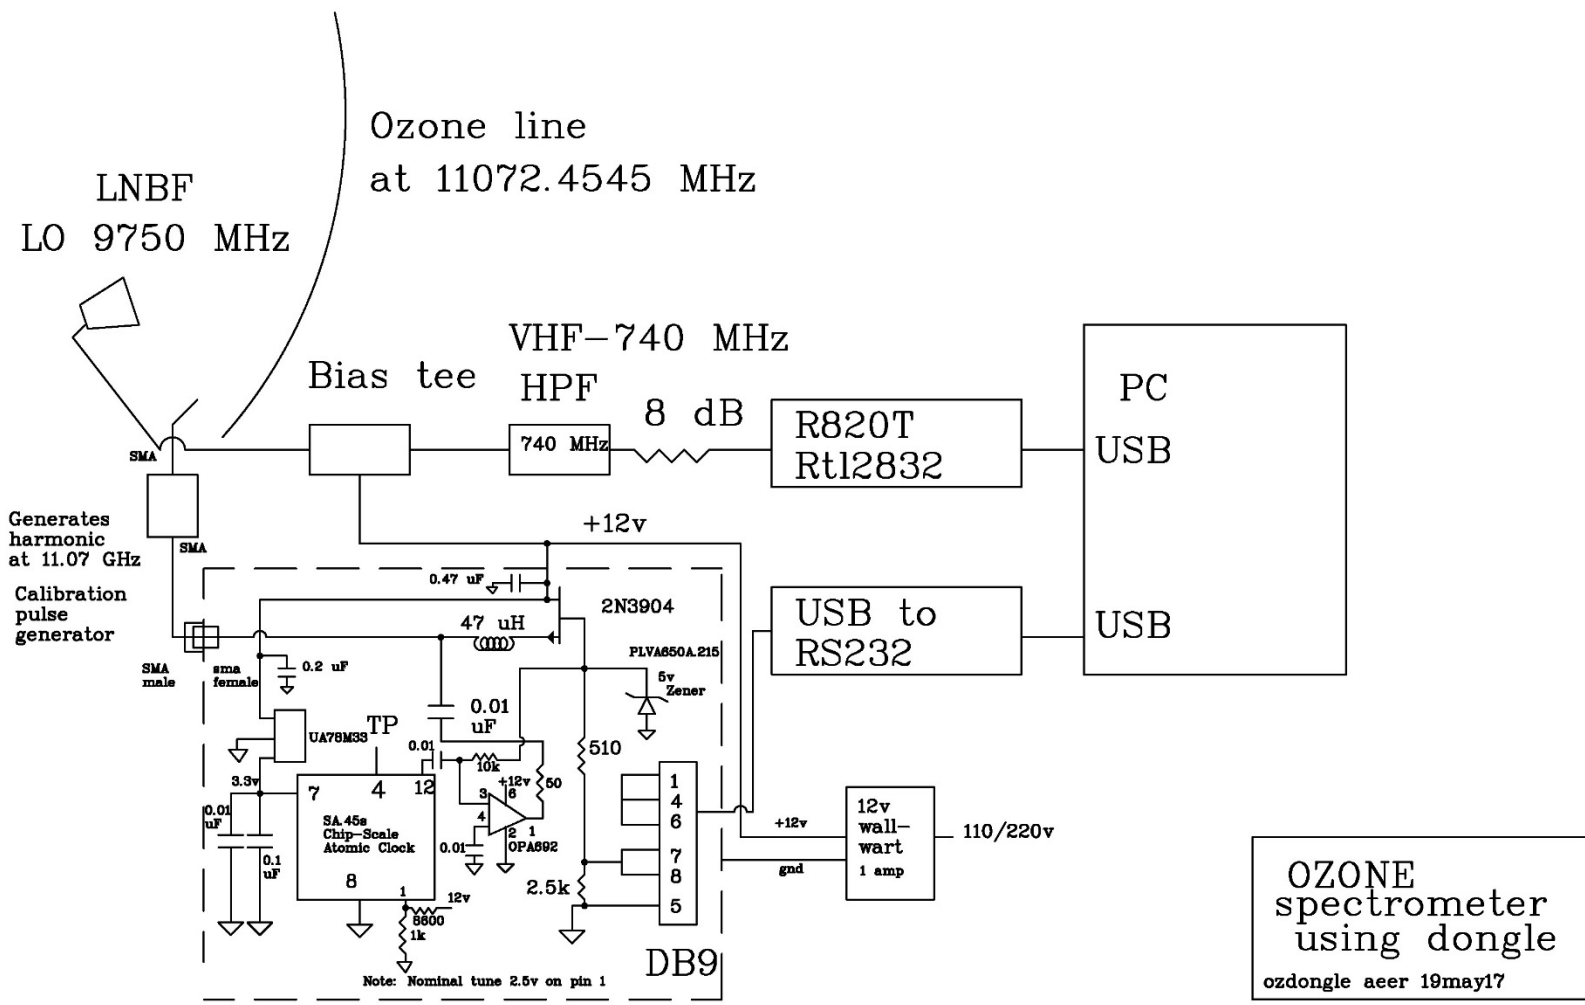 Ozone line
at 11072.4545 MHz
LNBF
LO 9750 MHz
Bias tee
VHF-740 MHz
HPF
740 MHz
8 dB
R820T
Rtl2832
PC
USB
USB
SMA
SMA
Generates
harmonic
at 11.07 GHz
Calibration
pulse
generator
SMA
male
sma
female
+12v
0.47 uF
2N3904
47 uH
PLVA650A.215
5v
Zener
USB to
RS232
0.2 uF
UA78M33
TP
0.01
uF
0.01
10k
510
50
+12v
6
3
4
2
1
OPA692
0.01
3.3v
7
4
12
SA.45s
Chip-Scale
Atomic Clock
8
1
0.01
uF
0.1
uF
12v
8600
1k
2.5k
1
4
6
7
8
5
DB9
Note: Nominal tune 2.5v on pin 1
+12v
gnd
12v
wall-
wart
1 amp
110/220v
OZONE
spectrometer
using dongle
ozdongle aeer 19may17